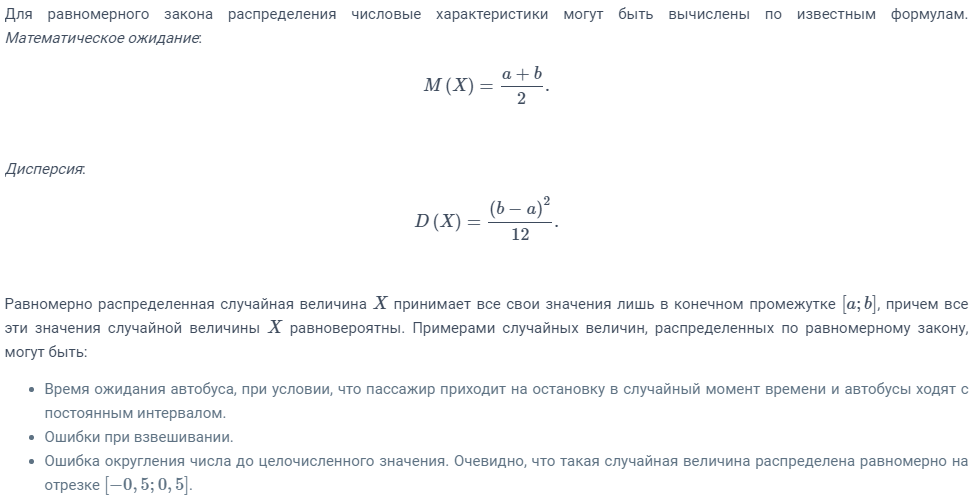 Для равномерного закона распределения числовые характеристики могут быть вычислены по известным формулам.
Математическое ожидание:
M (X) = (a + b)/2.
Дисперсия:
D (X) = (b − a)²/12.
Равномерно распределенная случайная величина X принимает все свои значения лишь в конечном промежутке [a; b], причем все
эти значения случайной величины X равновероятны. Примерами случайных величин, распределенных по равномерному закону,
могут быть:
• Время ожидания автобуса, при условии, что пассажир приходит на остановку в случайный момент времени и автобусы ходят с
постоянным интервалом.
• Ошибки при взвешивании.
• Ошибка округления числа до целочисленного значения. Очевидно, что такая случайная величина распределена равномерно на
отрезке [−0, 5; 0, 5].